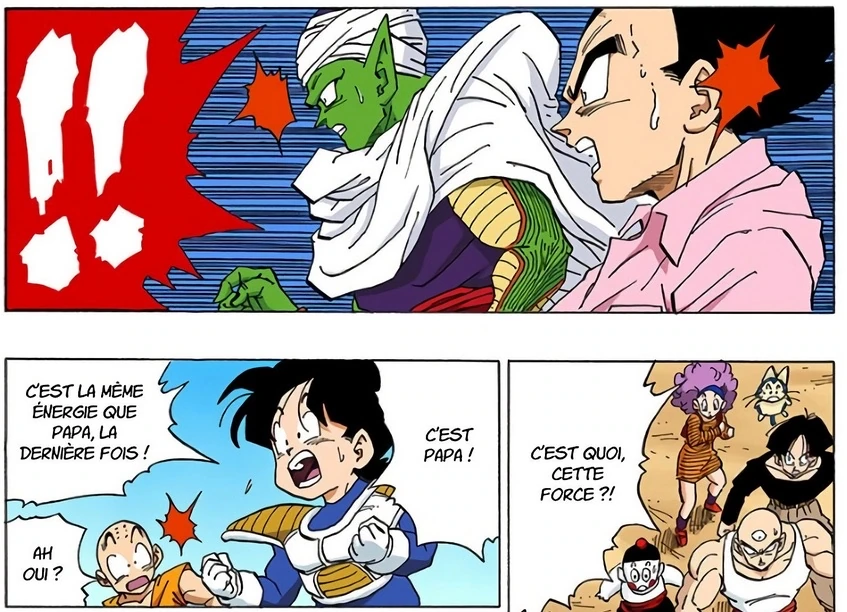 !!
C'EST LA MÊME
ÉNERGIE QUE
PAPA, LA
DERNIÈRE FOIS !
C'EST
PAPA !
AH
OUI ?
C'EST QUOI,
CETTE
FORCE ?!